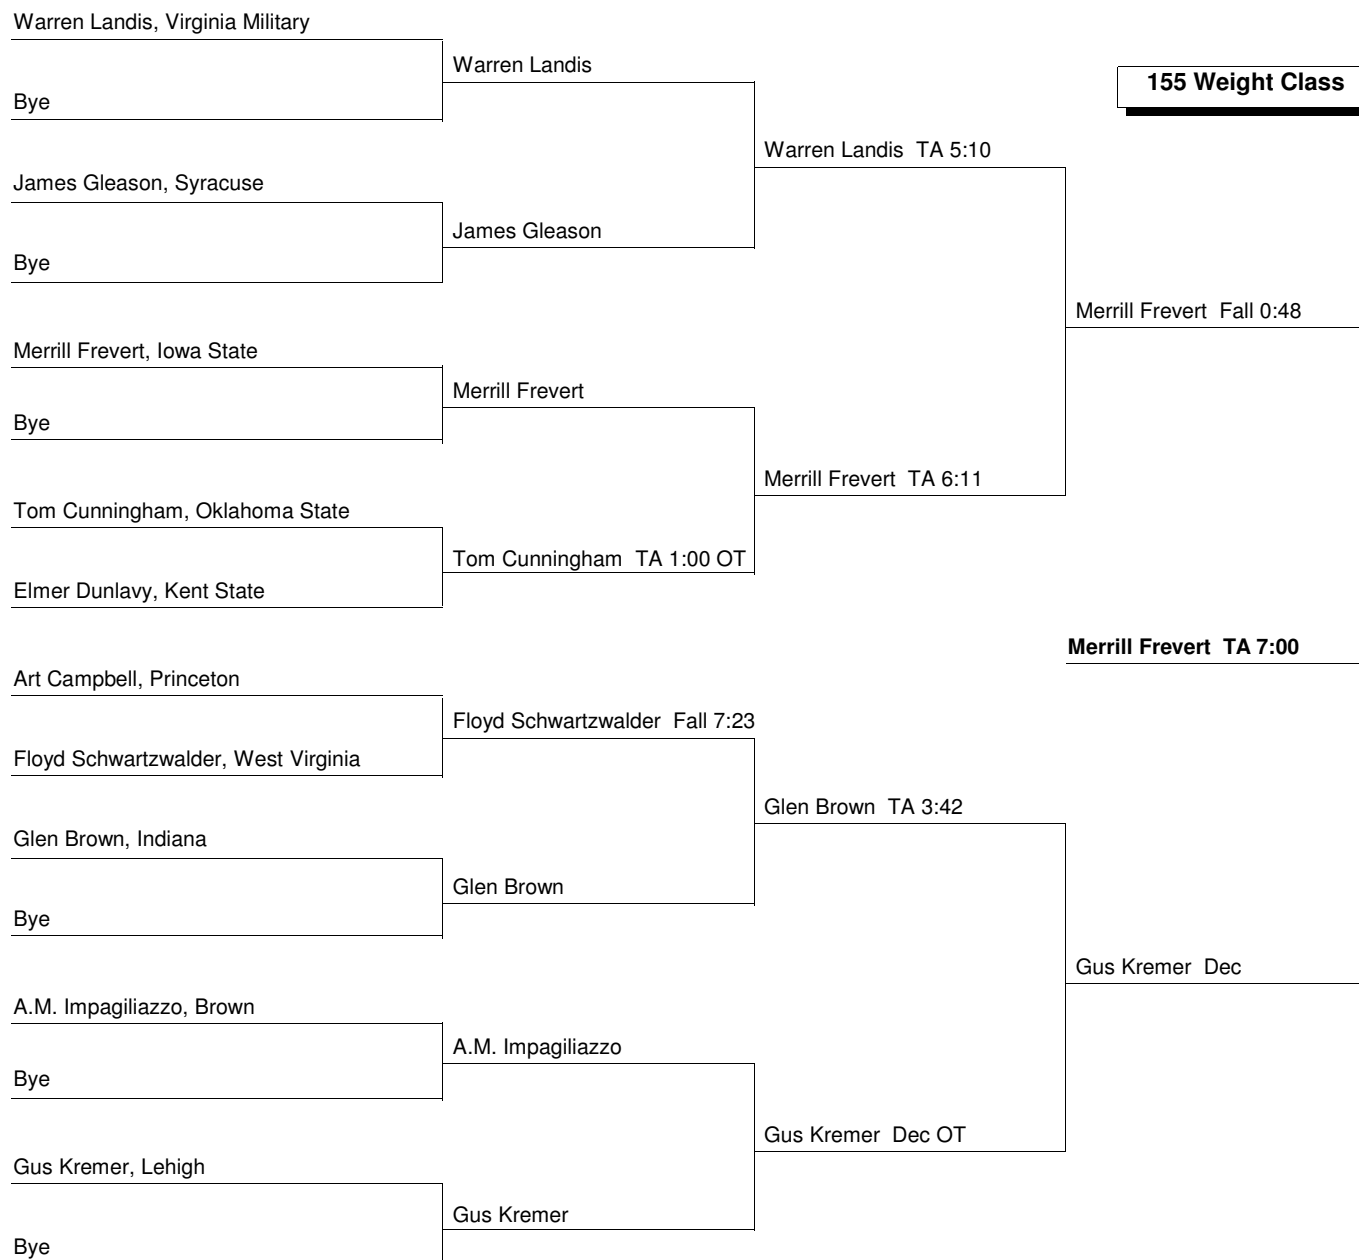 Warren Landis, Virginia Military
Warren Landis
155 Weight Class
Bye
Warren Landis TA 5:10
James Gleason, Syracuse
James Gleason
Bye
Merrill Frevert Fall 0:48
Merrill Frevert, Iowa State
Merrill Frevert
Bye
Merrill Frevert TA 6:11
Tom Cunningham, Oklahoma State
Tom Cunningham TA 1:00 OT
Elmer Dunlavy, Kent State
Merrill Frevert TA 7:00
Art Campbell, Princeton
Floyd Schwartzwalder Fall 7:23
Floyd Schwartzwalder, West Virginia
Glen Brown TA 3:42
Glen Brown, Indiana
Glen Brown
Bye
Gus Kremer Dec
A.M. Impagiliazzo, Brown
A.M. Impagiliazzo
Bye
Gus Kremer Dec OT
Gus Kremer, Lehigh
Gus Kremer
Bye